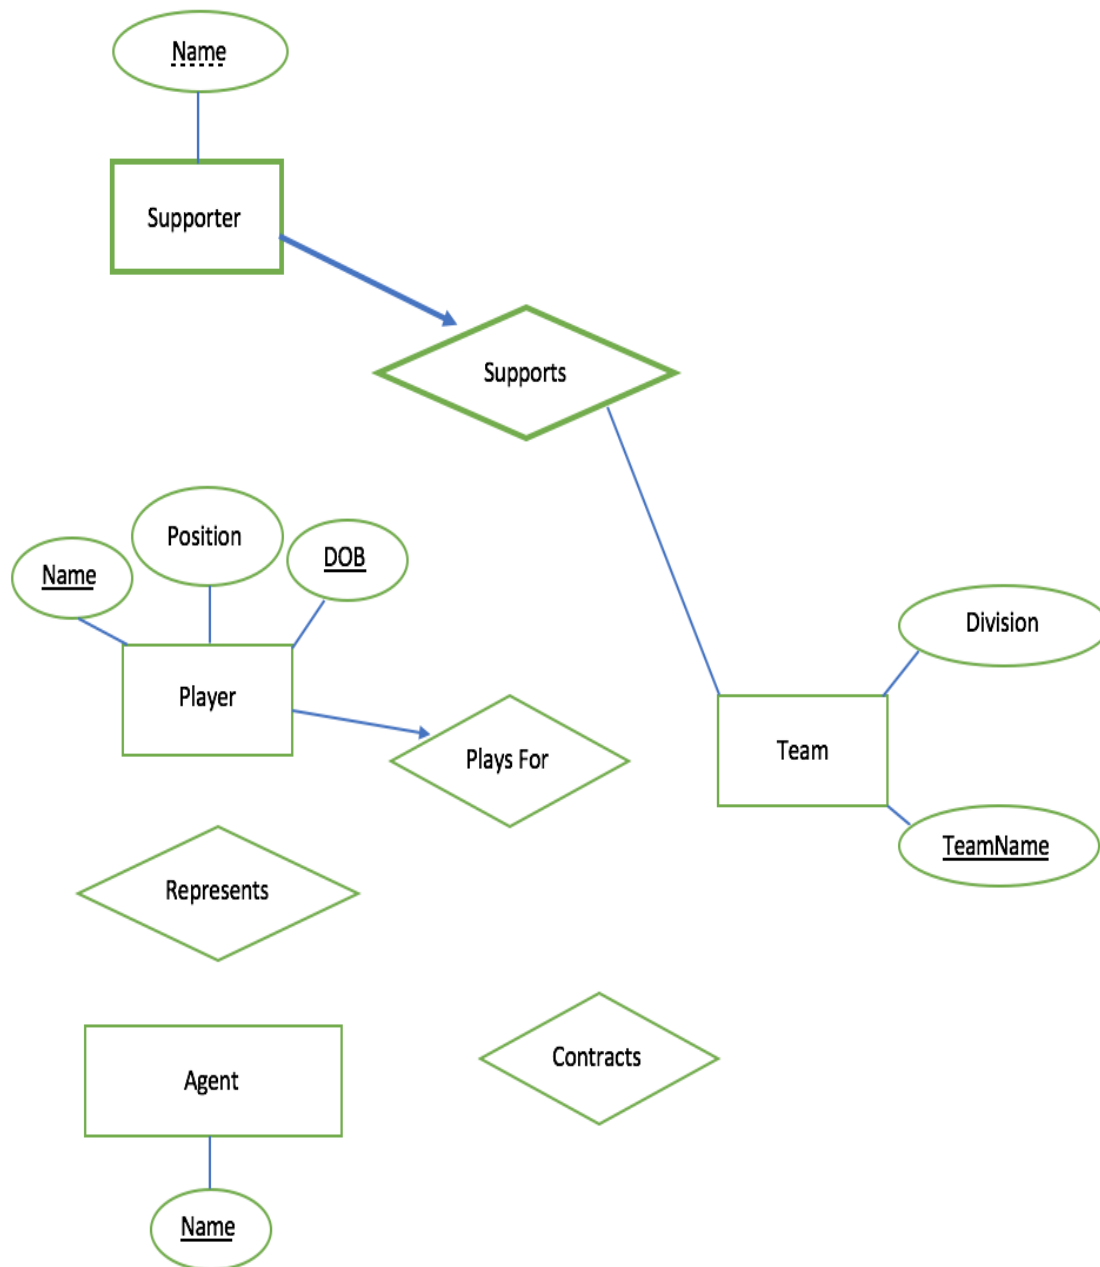 Name
Supporter
Supports
Position
Name
DOB
Division
Player
Plays For
Team
TeamName
Represents
Contracts
Agent
Name